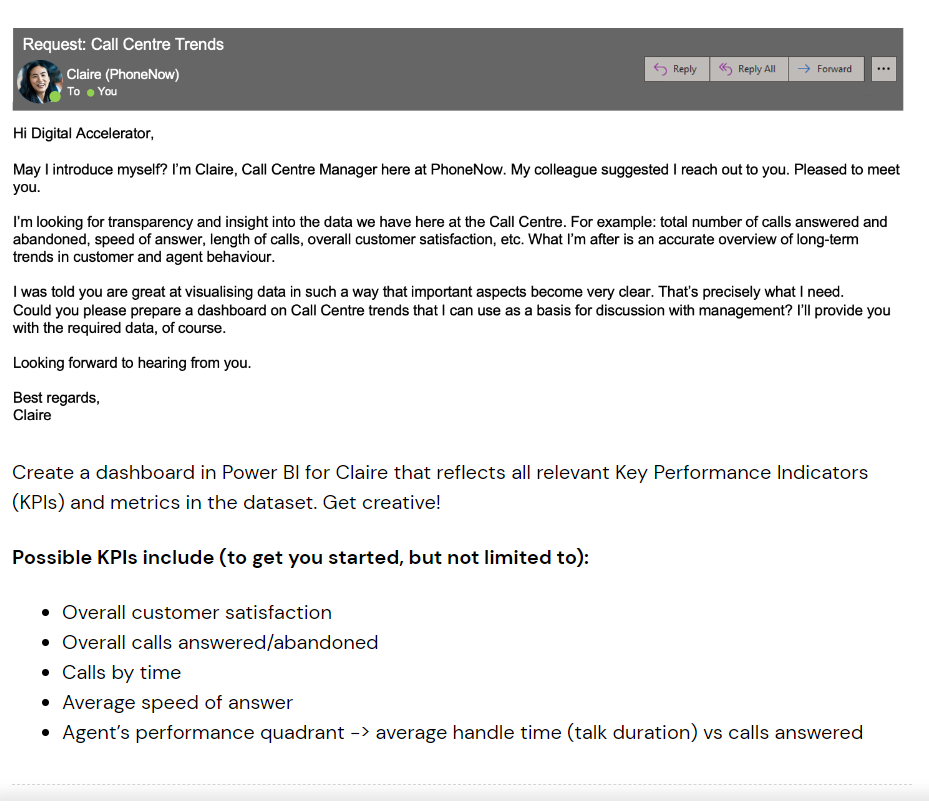 Request: Call Centre Trends
Claire (PhoneNow)
To You
Reply
Reply All
Forward
Hi Digital Accelerator,
May I introduce myself? I'm Claire, Call Centre Manager here at PhoneNow. My colleague suggested I reach out to you. Pleased to meet
you.
I'm looking for transparency and insight into the data we have here at the Call Centre. For example: total number of calls answered and
abandoned, speed of answer, length of calls, overall customer satisfaction, etc. What I'm after is an accurate overview of long-term
trends in customer and agent behaviour.
I was told you are great at visualising data in such a way that important aspects become very clear. That's precisely what I need.
Could you please prepare a dashboard on Call Centre trends that I can use as a basis for discussion with management? I'll provide you
with the required data, of course.
Looking forward to hearing from you.
Best regards,
Claire
Create a dashboard in Power BI for Claire that reflects all relevant Key Performance Indicators
(KPIs) and metrics in the dataset. Get creative!
Possible KPIs include (to get you started, but not limited to):
• Overall customer satisfaction
• Overall calls answered/abandoned
• Calls by time
• Average speed of answer
• Agent's performance quadrant -> average handle time (talk duration) vs calls answered